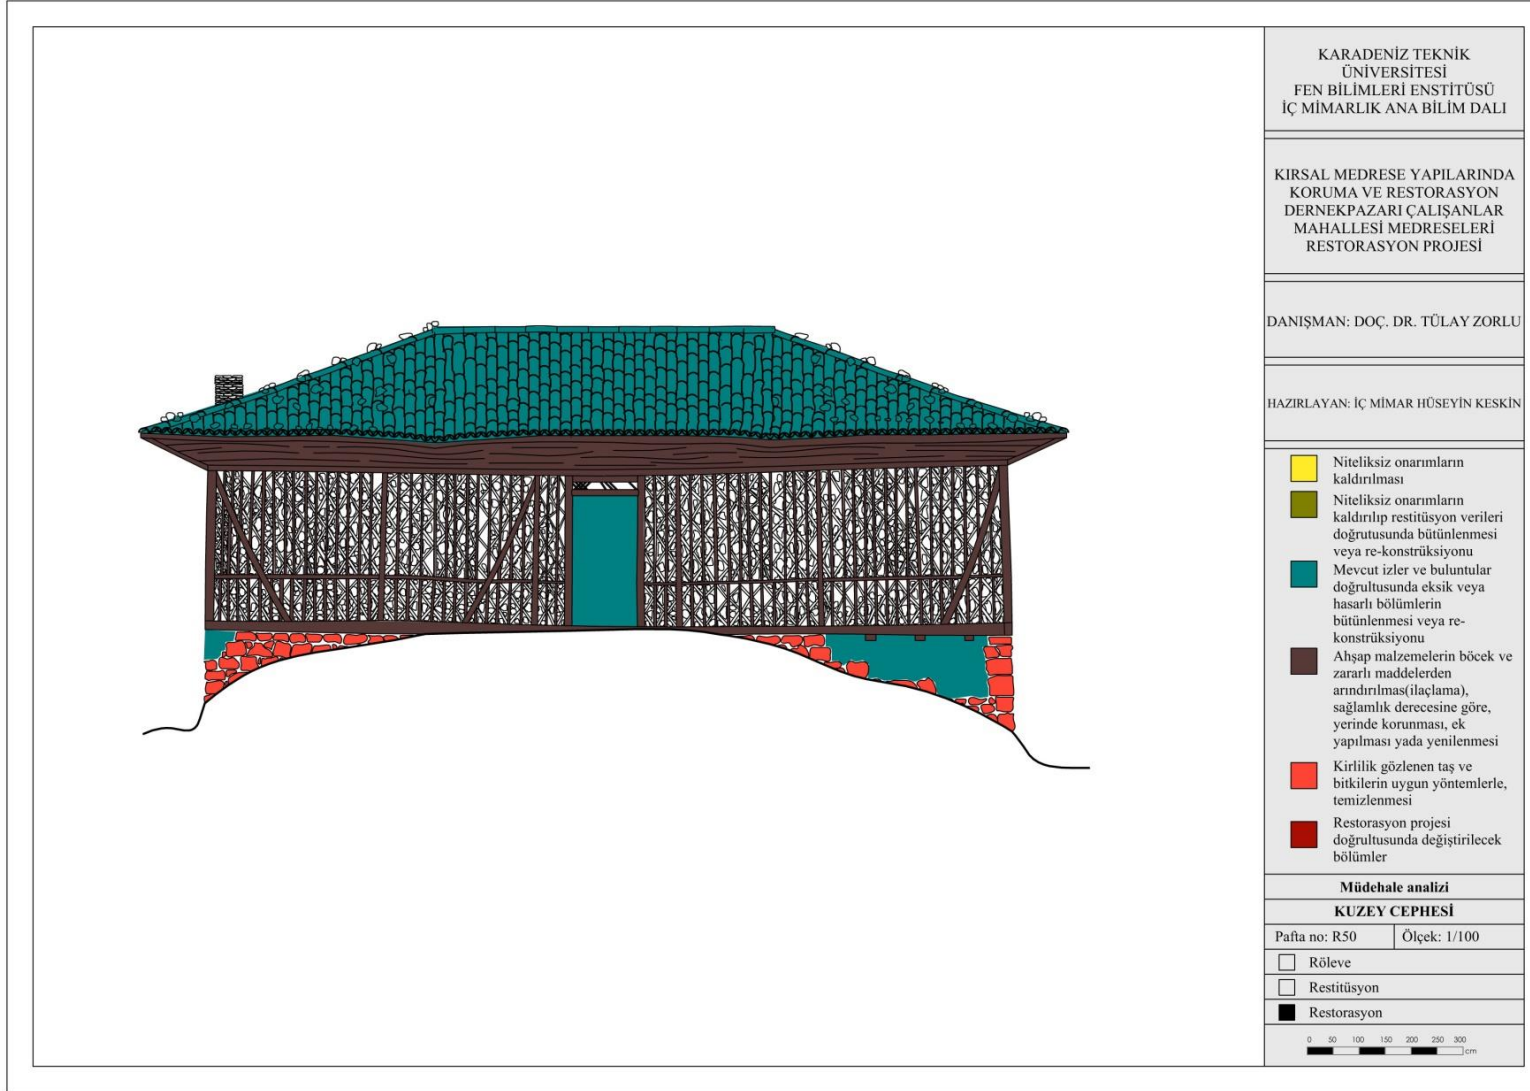 KARADENİZ TEKNİK
ÜNİVERSİTESİ
FEN BİLİMLERİ ENSTİTÜSÜ
İÇ MİMARLIK ANA BİLİM DALI
KIRSAL MEDRESE YAPILARINDA
KORUMA VE RESTORASYON
DERNEKPAZARI ÇALIŞANLAR
MAHALLESİ MEDRESELERİ
RESTORASYON PROJESİ
DANIŞMAN: DOÇ. DR. TÜLAY ZORLU
HAZIRLAYAN: İÇ MİMAR HÜSEYİN KESKİN
Niteliksiz onarımların
kaldırılması
Niteliksiz onarımların
kaldırılıp restitüsyon verileri
doğrutusunda bütünlenmesi
veya re-konstrüksiyonu
Mevcut izler ve buluntular
doğrultusunda eksik veya
hasarlı bölümlerin
bütünlenmesi veya re-
konstrüksiyonu
Ahşap malzemelerin böcek ve
zararlı maddelerden
arındırılmas(ilaçlama),
sağlamlık derecesine göre,
yerinde korunması, ek
yapılması yada yenilenmesi
Kirlilik gözlenen taş ve
bitkilerin uygun yöntemlerle,
temizlenmesi
Restorasyon projesi
doğrultusunda değiştirilecek
bölümler
Müdehale analizi
KUZEY CEPHESİ
Pafta no: R50 Ölçek: 1/100
Röleve
Restitüsyon
Restorasyon
0 50 100 150 200 250 300
cm